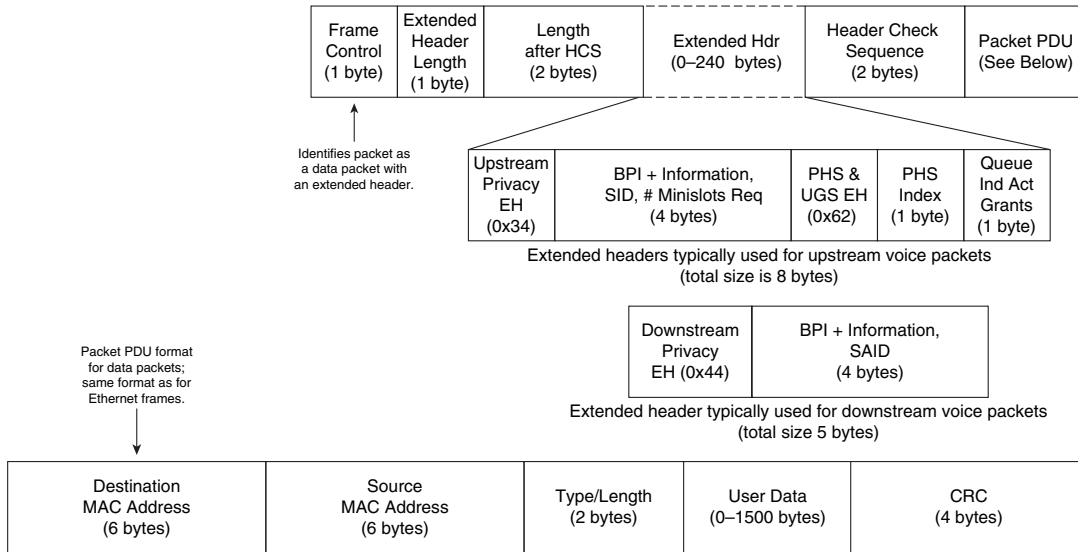 Frame
Control
(1 byte)
Extended
Header
Length
(1 byte)
Length
after HCS
(2 bytes)
Extended Hdr
(0–240 bytes)
Header Check
Sequence
(2 bytes)
Packet PDU
(See Below)
Identifies packet as
a data packet with
an extended header.
Upstream
Privacy
EH
(0x34)
BPI + Information,
SID, # Minislots Req
(4 bytes)
PHS &
UGS EH
(0x62)
PHS
Index
(1 byte)
Queue
Ind Act
Grants
(1 byte)
Extended headers typically used for upstream voice packets
(total size is 8 bytes)
Downstream
Privacy
EH (0x44)
BPI + Information,
SAID
(4 bytes)
Extended header typically used for downstream voice packets
(total size 5 bytes)
Packet PDU format
for data packets;
same format as for
Ethernet frames.
Destination
MAC Address
(6 bytes)
Source
MAC Address
(6 bytes)
Type/Length
(2 bytes)
User Data
(0–1500 bytes)
CRC
(4 bytes)